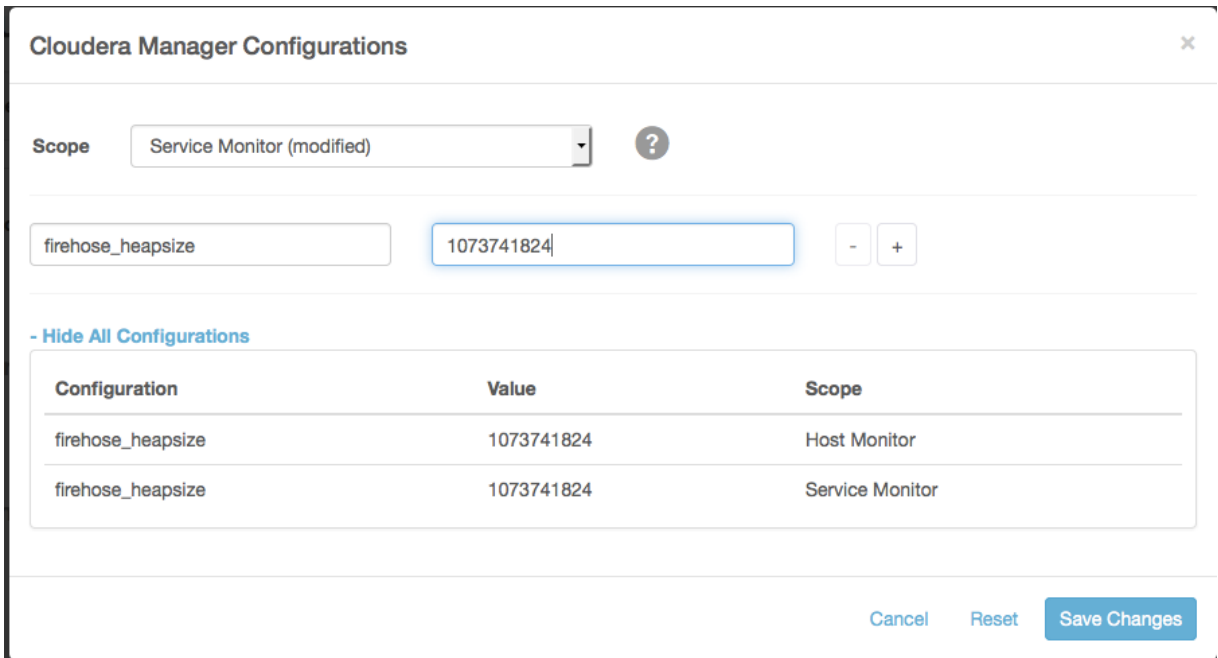 Cloudera Manager Configurations ×
Scope Service Monitor (modified) ?
firehose_heapsize 1073741824 - +
- Hide All Configurations
Configuration Value Scope
firehose_heapsize 1073741824 Host Monitor
firehose_heapsize 1073741824 Service Monitor
Cancel Reset Save Changes